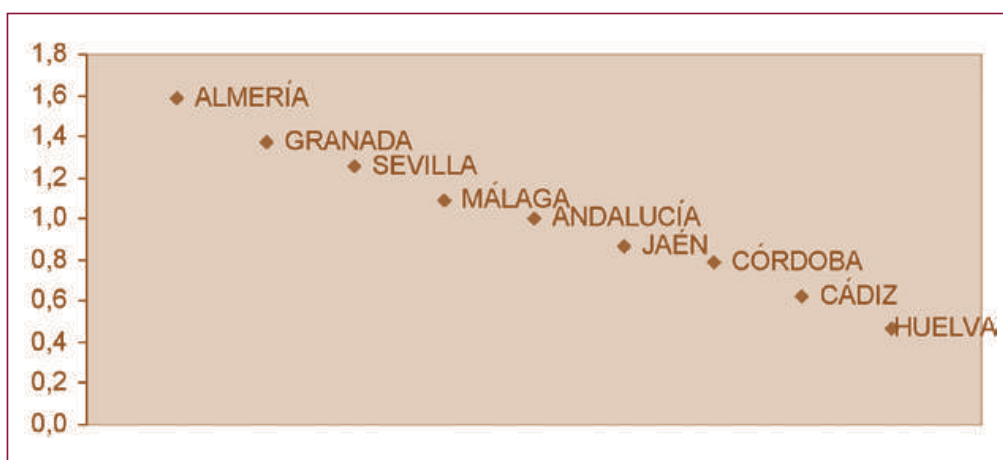 1,8
1,6
ALMERÍA
1,4
GRANADA
SEVILLA
1,2
MÁLAGA
1,0
ANDALUCÍA
JAÉN
0,8
CÓRDOBA
0,6
CÁDIZ
HUELVA
0,4
0,2
0,0